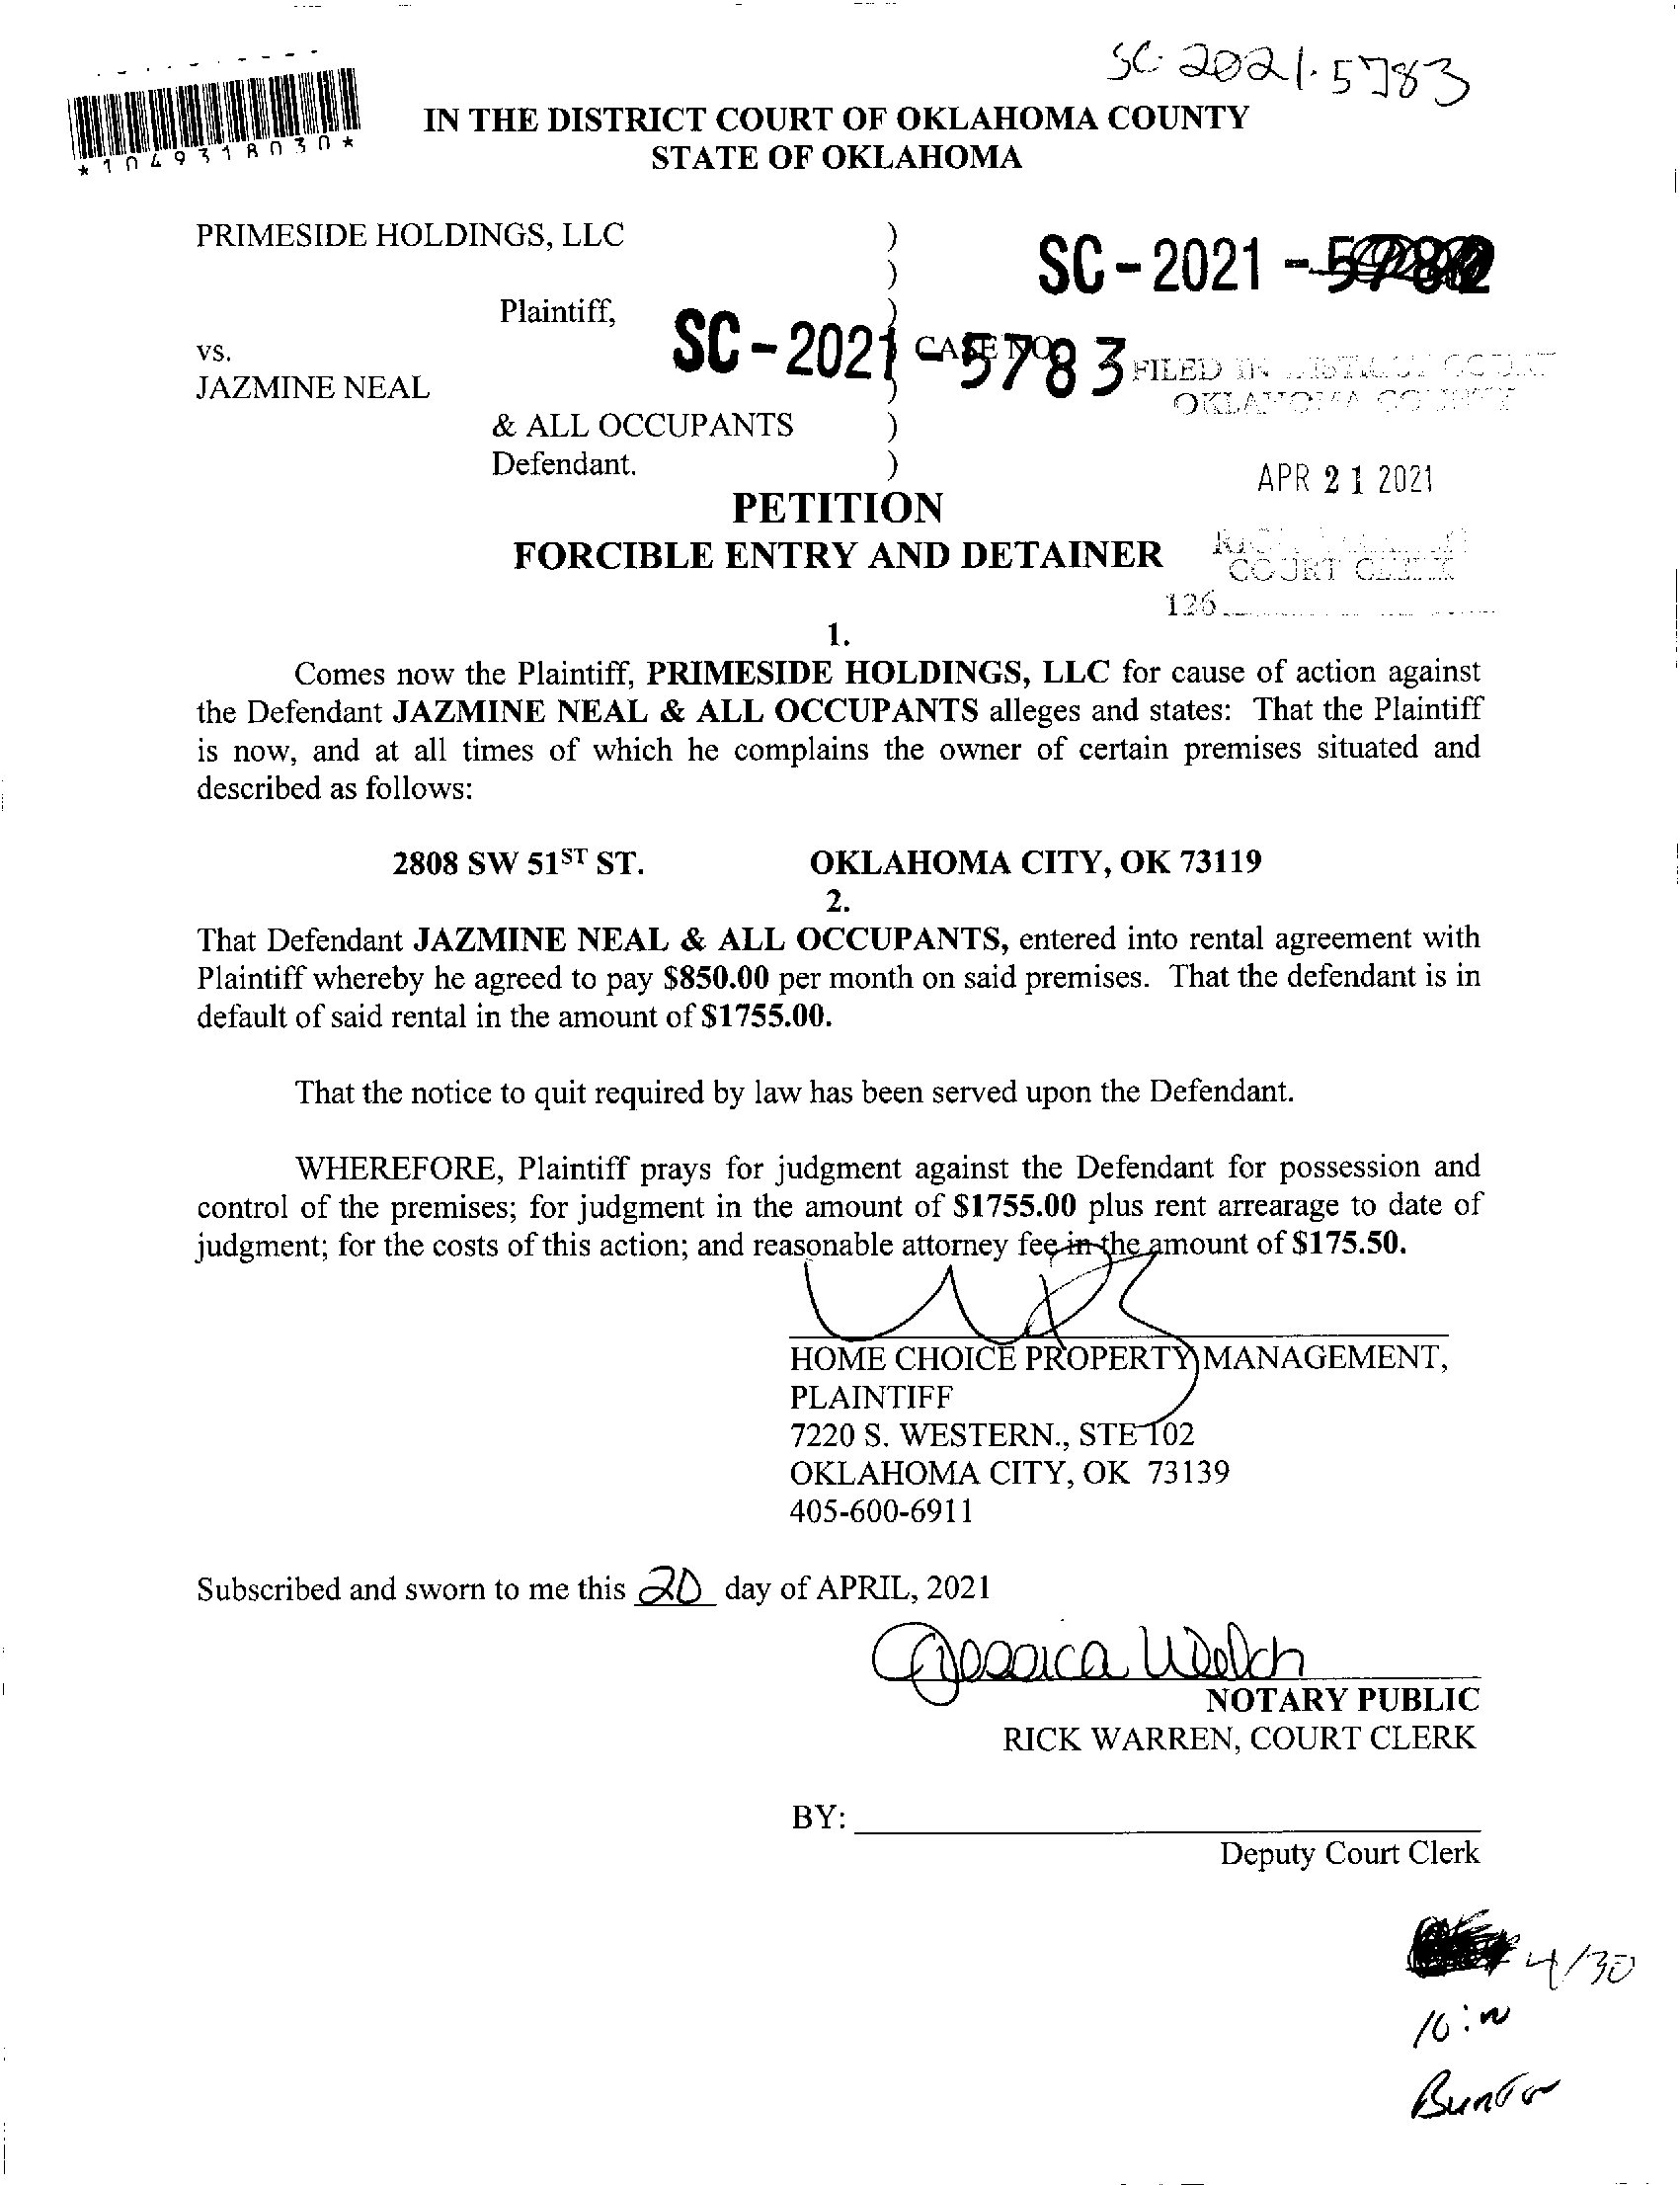 SC-2021-5783
*1049318030*
IN THE DISTRICT COURT OF OKLAHOMA COUNTY
STATE OF OKLAHOMA
PRIMESIDE HOLDINGS, LLC )
)
SC-2021-
Plaintiff, )
SC-2021-5783
vs. CASE NO.
JAZMINE NEAL )
FILED IN DISTRICT COURT
OKLAHOMA COUNTY
& ALL OCCUPANTS )
Defendant. )
APR 21 2021
PETITION
FORCIBLE ENTRY AND DETAINER
COURT CLERK
126
1.
Comes now the Plaintiff, PRIMESIDE HOLDINGS, LLC for cause of action against
the Defendant JAZMINE NEAL & ALL OCCUPANTS alleges and states: That the Plaintiff
is now, and at all times of which he complains the owner of certain premises situated and
described as follows:
2808 SW 51ST ST. OKLAHOMA CITY, OK 73119
2.
That Defendant JAZMINE NEAL & ALL OCCUPANTS, entered into rental agreement with
Plaintiff whereby he agreed to pay $850.00 per month on said premises. That the defendant is in
default of said rental in the amount of $1755.00.
That the notice to quit required by law has been served upon the Defendant.
WHEREFORE, Plaintiff prays for judgment against the Defendant for possession and
control of the premises; for judgment in the amount of $1755.00 plus rent arrearage to date of
judgment; for the costs of this action; and reasonable attorney fee in the amount of $175.50.
HOME CHOICE PROPERTY MANAGEMENT,
PLAINTIFF
7220 S. WESTERN., STE 102
OKLAHOMA CITY, OK 73139
405-600-6911
Subscribed and sworn to me this 20 day of APRIL, 2021
Jessica Welch
NOTARY PUBLIC
RICK WARREN, COURT CLERK
BY:
Deputy Court Clerk
4/30